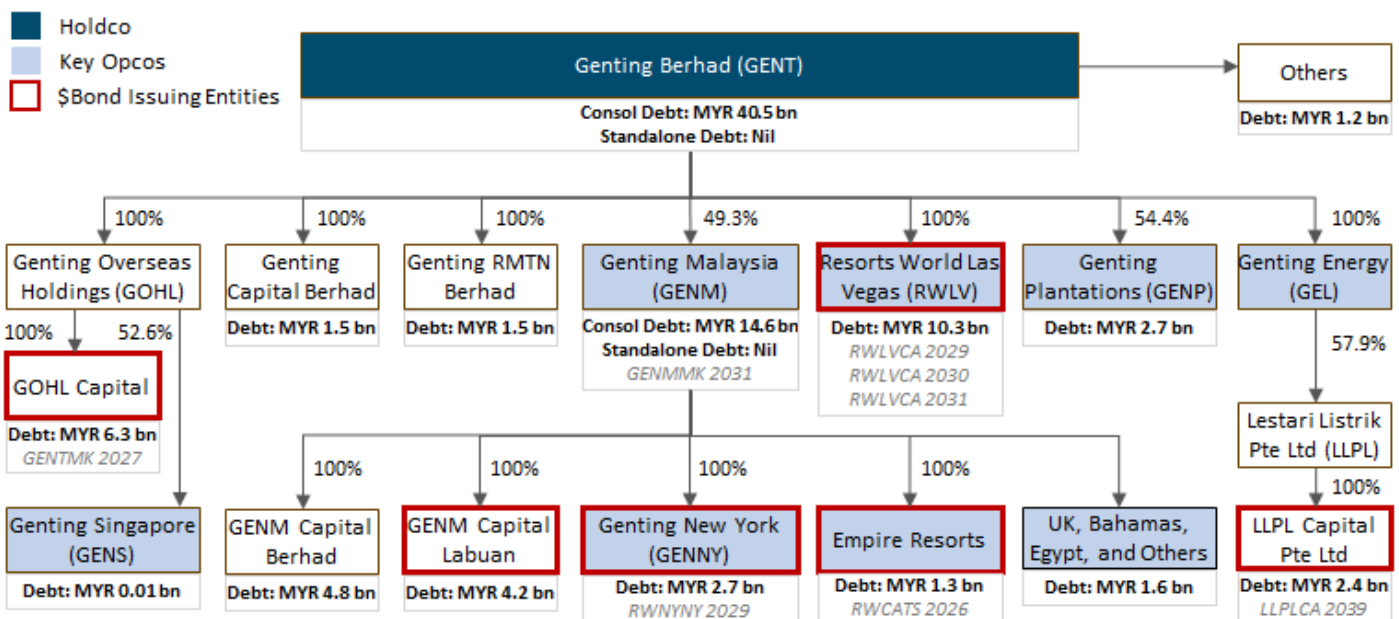 Holdco
Key Opcos
$Bond Issuing Entities
Genting Berhad (GENT)
Consol Debt: MYR 40.5 bn
Standalone Debt: Nil
Others
Debt: MYR 1.2 bn
100%
100%
100%
49.3%
100%
54.4%
100%
Genting Overseas
Holdings (GOHL)
Genting
Capital Berhad
Debt: MYR 1.5 bn
Genting RMTN
Berhad
Debt: MYR 1.5 bn
Genting Malaysia
(GENM)
Consol Debt: MYR 14.6 bn
Standalone Debt: Nil
GENMMK 2031
Resorts World Las
Vegas (RWLV)
Debt: MYR 10.3 bn
RWLVCA 2029
RWLVCA 2030
RWLVCA 2031
Genting
Plantations (GENP)
Debt: MYR 2.7 bn
Genting Energy
(GEL)
100%
52.6%
57.9%
GOHL Capital
Debt: MYR 6.3 bn
GENTMK 2027
Lestari Listrik
Pte Ltd (LLPL)
100%
100%
100%
100%
100%
Genting Singapore
(GENS)
Debt: MYR 0.01 bn
GENM Capital
Berhad
Debt: MYR 4.8 bn
GENM Capital
Labuan
Debt: MYR 4.2 bn
Genting New York
(GENNY)
Debt: MYR 2.7 bn
RWNYNY 2029
Empire Resorts
Debt: MYR 1.3 bn
RWCATS 2026
UK, Bahamas,
Egypt, and Others
Debt: MYR 1.6 bn
LLPL Capital
Pte Ltd
Debt: MYR 2.4 bn
LLPLCA 2039